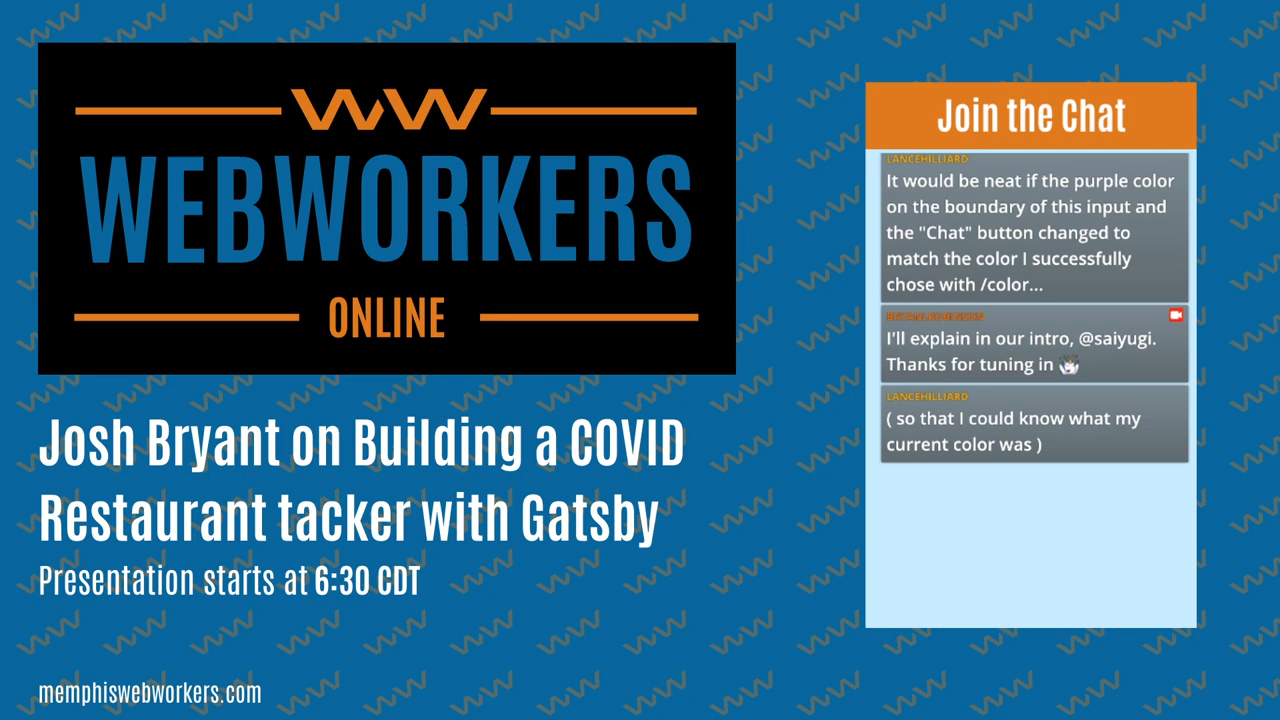 WEBWORKERS
ONLINE
Josh Bryant on Building a COVID
Restaurant tacker with Gatsby
Presentation starts at 6:30 CDT
memphiswebworkers.com
Join the Chat
LANCEHILLIARD
It would be neat if the purple color
on the boundary of this input and
the "Chat" button changed to
match the color I successfully
chose with /color...
BRYANLROBINSON
I'll explain in our intro, @saiyugi.
Thanks for tuning in
LANCEHILLIARD
( so that I could know what my
current color was )